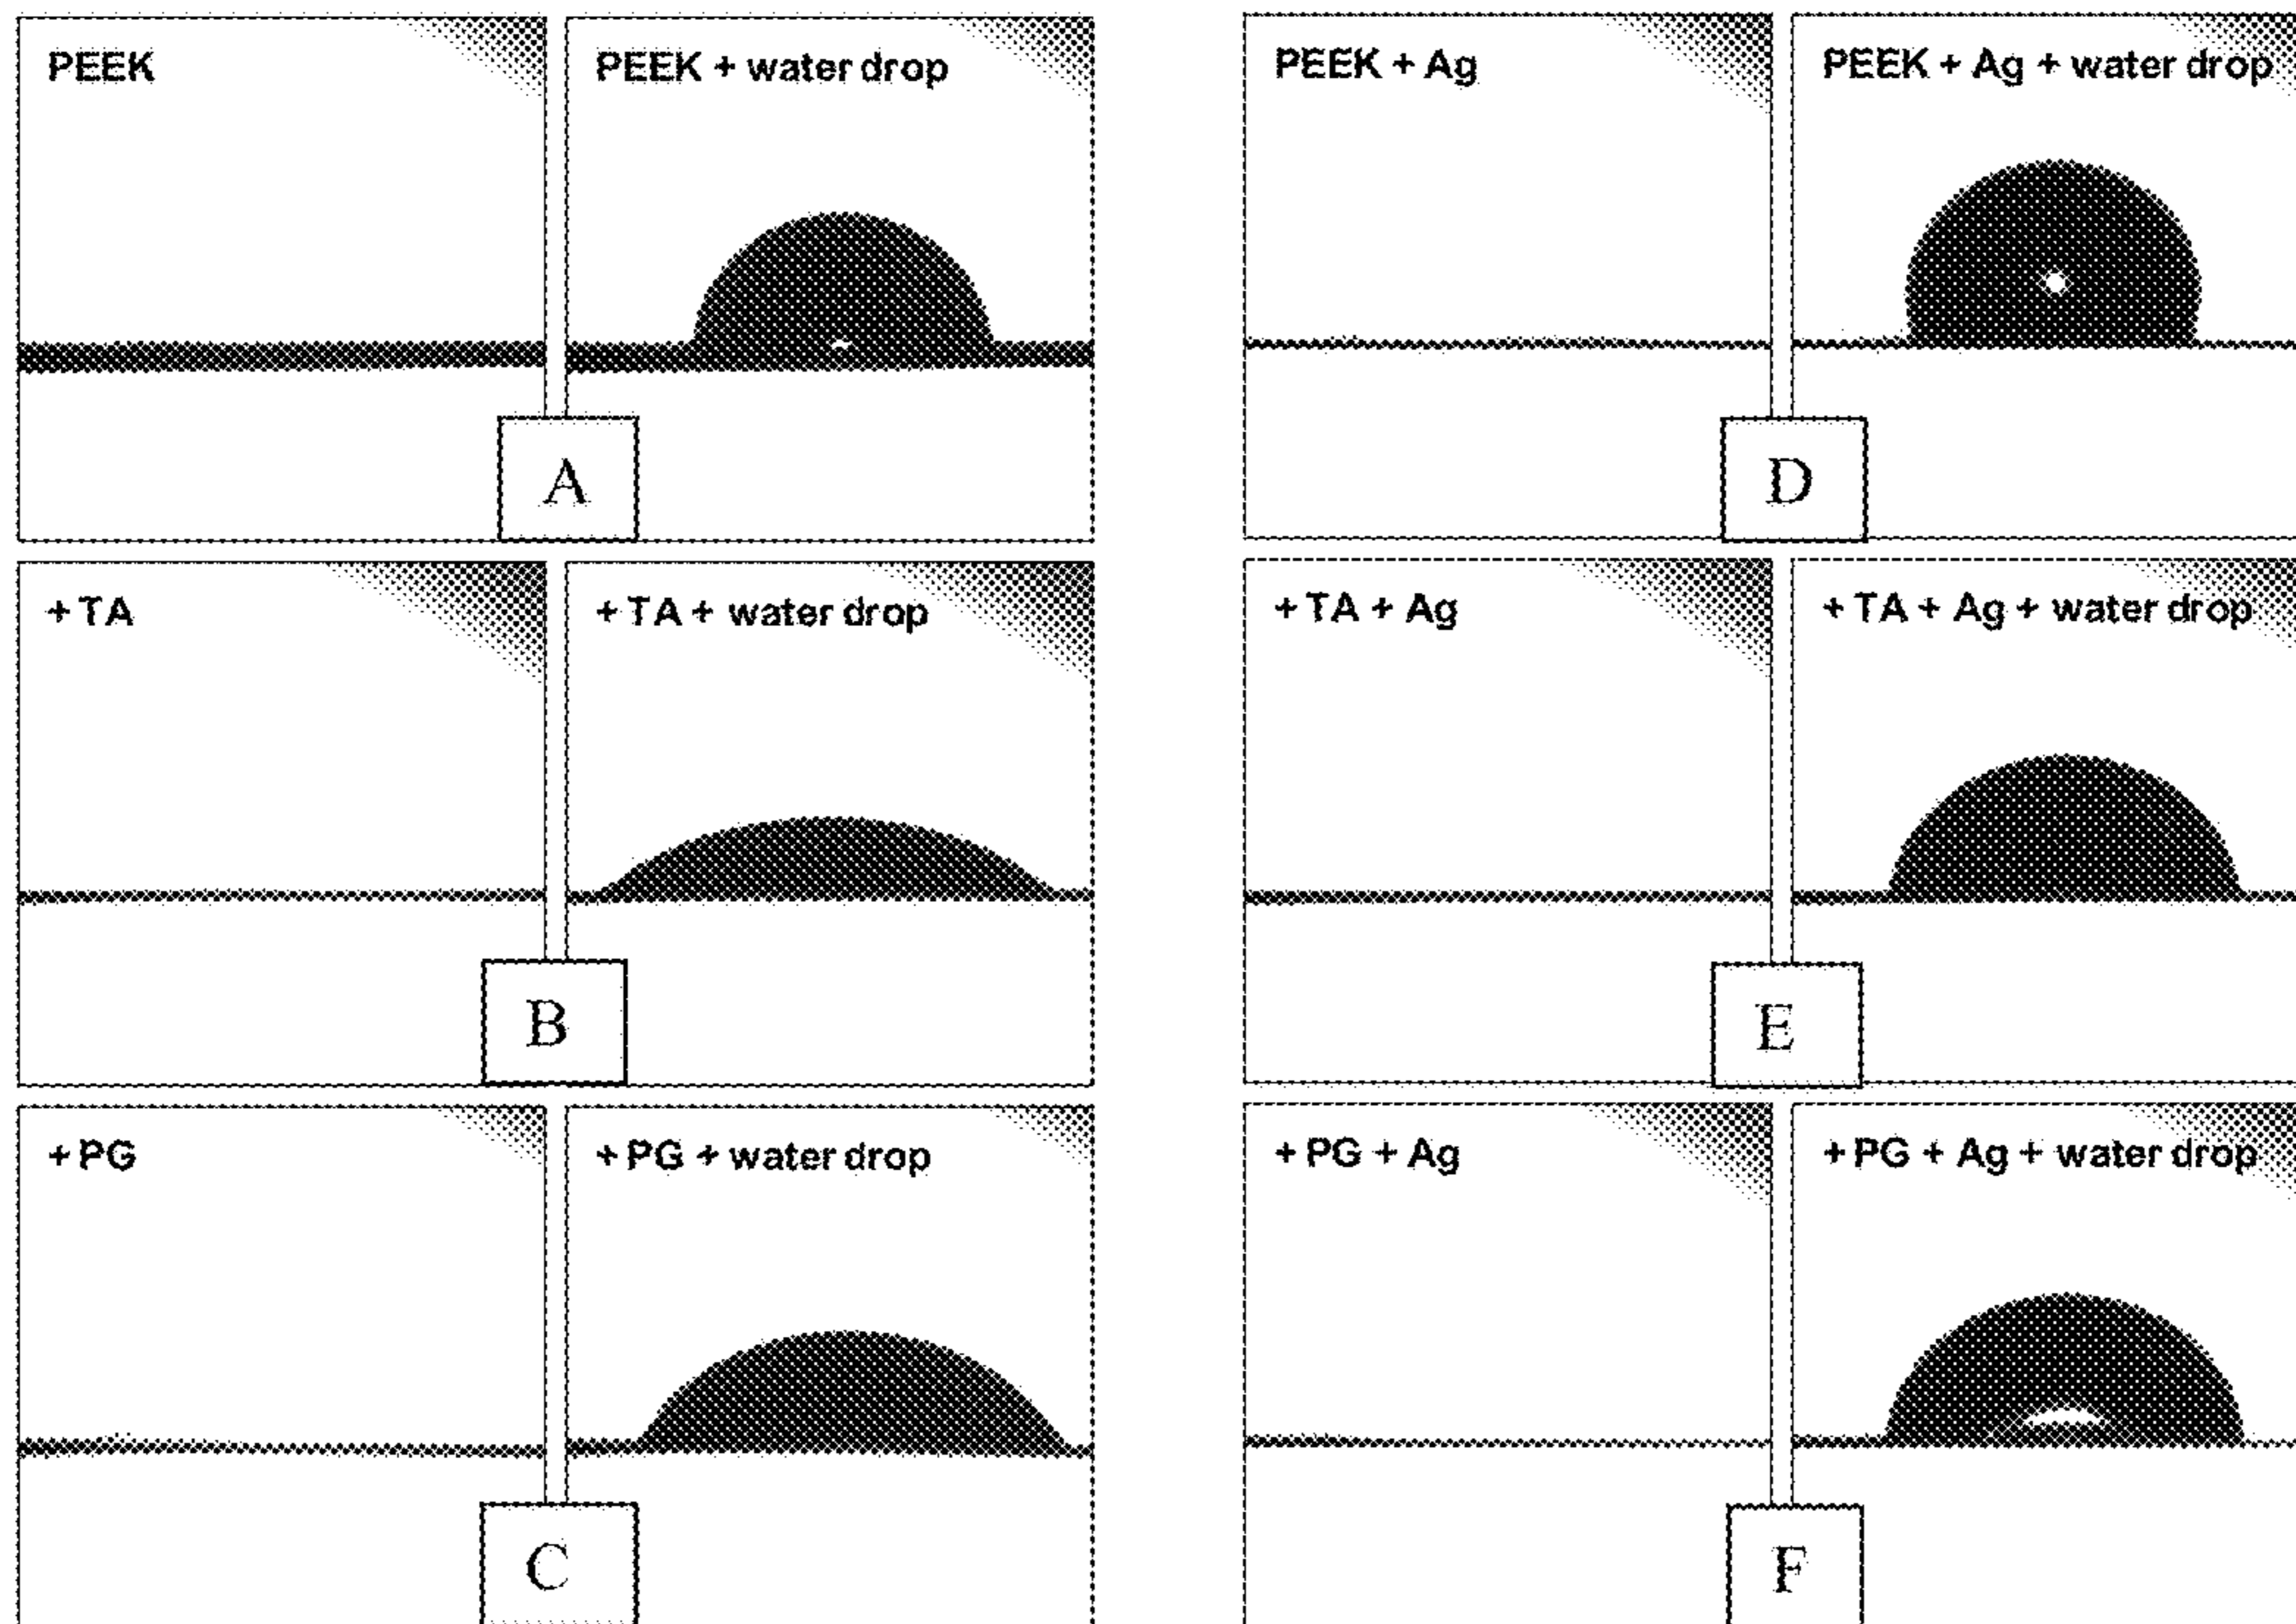 PEEK
PEEK + water drop
A
+ TA
+ TA + water drop
B
+ PG
+ PG + water drop
C
PEEK + Ag
PEEK + Ag + water drop
D
+ TA + Ag
+ TA + Ag + water drop
E
+ PG + Ag
+ PG + Ag + water drop
F